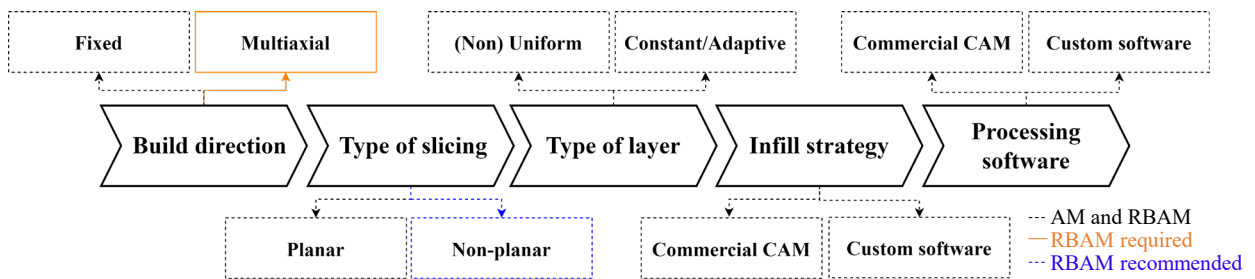 Fixed
Multiaxial
(Non) Uniform
Constant/Adaptive
Commercial CAM
Custom software
Build direction
Type of slicing
Type of layer
Infill strategy
Processing
software
Planar
Non-planar
Commercial CAM
Custom software
AM and RBAM
RBAM required
RBAM recommended